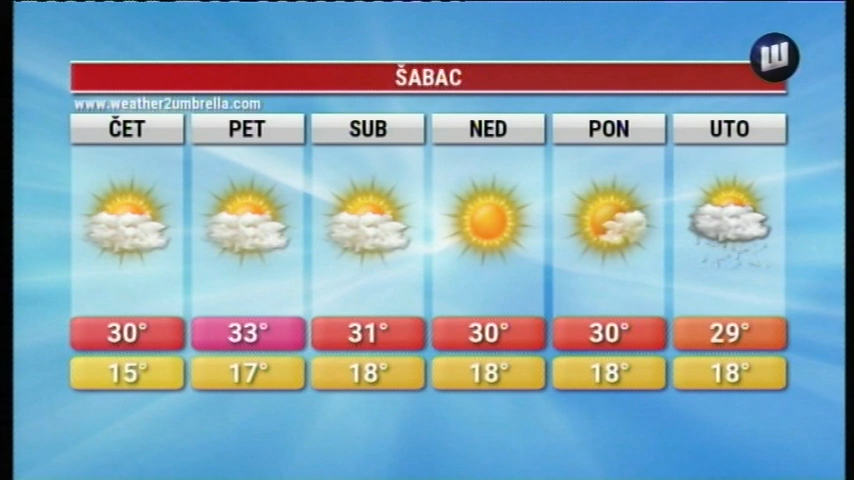 ŠABAC
www.weather2umbrella.com
ČET PET SUB NED PON UTO
30° 33° 31° 30° 30° 29°
15° 17° 18° 18° 18° 18°